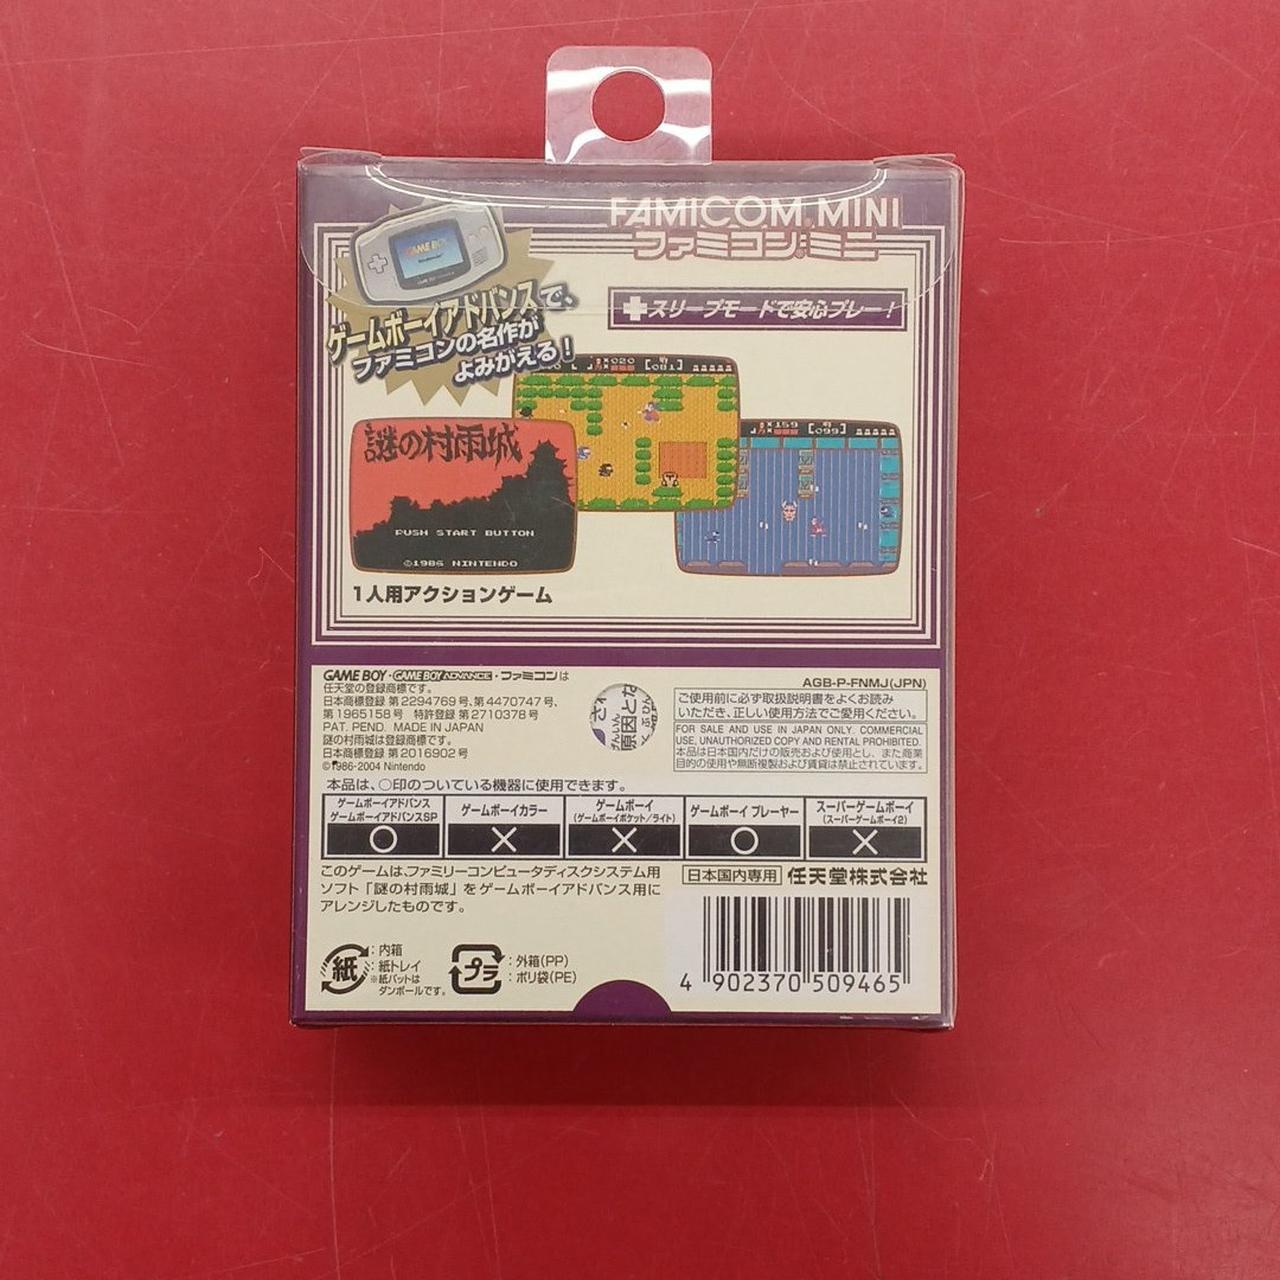 FAMICOM MINI
ファミコンミニ
GAME BOY
ゲームボーイアドバンスで、
ファミコンの名作が
よみがえる!
スリープモードで安心プレー!
020
[081]
159
[099]
謎の村雨城
PUSH START BUTTON
©1986 NINTENDO
1人用アクションゲーム
GAME BOY・GAME BOY ADVANCE・ファミコンは
任天堂の登録商標です。
日本商標登録 第2294769号、第4470747号、
第1965158号 特許登録 第2710378号
PAT. PEND. MADE IN JAPAN
謎の村雨城は登録商標です。
日本商標登録 第2016902号
©1986-2004 Nintendo
AGB-P-FNMJ(JPN)
ご使用前に必ず取扱説明書をよくお読み
いただき、正しい使用方法でご愛用ください。
FOR SALE AND USE IN JAPAN ONLY. COMMERCIAL
USE, UNAUTHORIZED COPY AND RENTAL PROHIBITED.
本品は日本国内だけの販売および使用とし、また商業
目的の使用や無断複製および賃貸は禁止されています。
本品は、○印のついている機器に使用できます。
ゲームボーイアドバンス
ゲームボーイアドバンスSP
○
ゲームボーイカラー
×
ゲームボーイ
(ゲームボーイポケット/ライト)
×
ゲームボーイ プレーヤー
○
スーパーゲームボーイ
(スーパーゲームボーイ2)
×
このゲームは、ファミリーコンピュータディスクシステム用
ソフト「謎の村雨城」をゲームボーイアドバンス用に
アレンジしたものです。
日本国内専用 任天堂株式会社
紙
:内箱
:紙トレイ
※紙パットは
ダンボールです。
プラ
:外箱(PP)
:ポリ袋(PE)
4 902370 509465